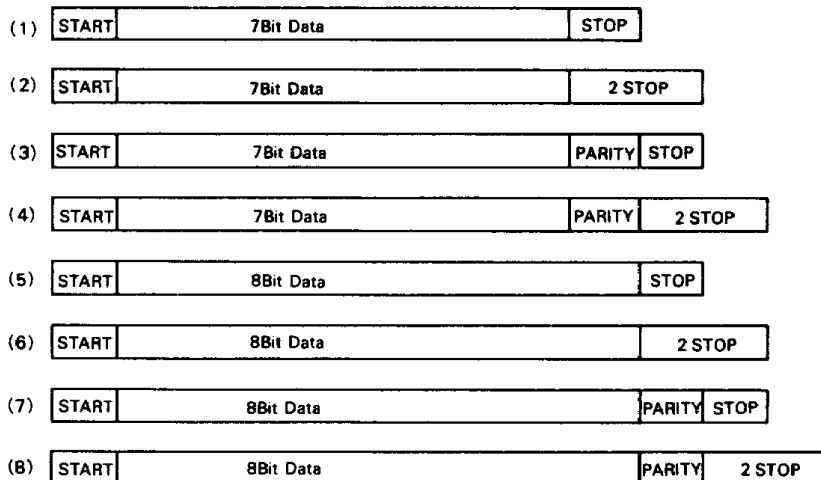 (1) START 7Bit Data STOP
(2) START 7Bit Data 2 STOP
(3) START 7Bit Data PARITY STOP
(4) START 7Bit Data PARITY 2 STOP
(5) START 8Bit Data STOP
(6) START 8Bit Data 2 STOP
(7) START 8Bit Data PARITY STOP
(8) START 8Bit Data PARITY 2 STOP